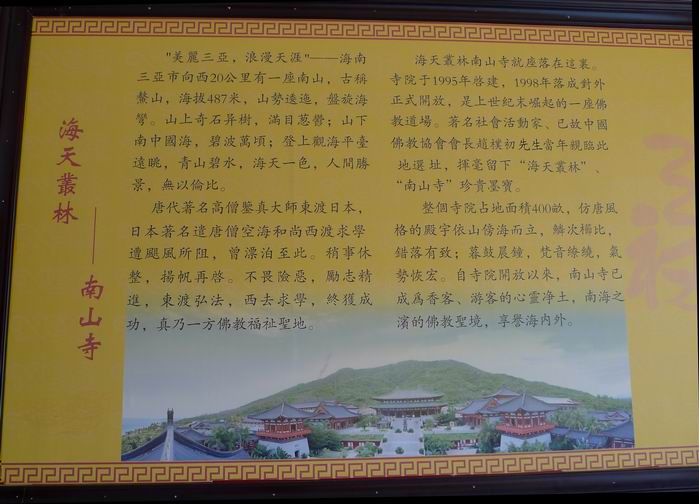 海天叢林
——南山寺
"美麗三亞，浪漫天涯"——海南
三亞市向西20公里有一座南山，古稱
鰲山，海拔487米，山勢逶迤，盤旋海
灣。山上奇石异樹，滿目葱鬱；山下
南中國海，碧波萬頃；登上觀海平臺
遠眺，青山碧水，海天一色，人間勝
景，無以倫比。
唐代著名高僧鑒真大師東渡日本，
日本著名遣唐僧空海和尚西渡求學
遭颶風所阻，曾漂泊至此。稍事休
整，揚帆再啓。不畏險惡，勵志精
進，東渡弘法，西去求學，終獲成
功，真乃一方佛教福祉聖地。
海天叢林南山寺就座落在這裏。
寺院于1995年啓建，1998年落成對外
正式開放，是上世紀末崛起的一座佛
教道場。著名社會活動家、已故中國
佛教協會會長趙樸初先生當年親臨此
地選址，揮毫留下“海天叢林”、
“南山寺”珍貴墨寶。
整個寺院占地面積400畝，仿唐風
格的殿宇依山傍海而立，鱗次櫛比，
錯落有致；暮鼓晨鐘，梵音繚繞，氣
勢恢宏。自寺院開放以來，南山寺已
成爲香客、游客的心靈净土，南海之
濱的佛教聖境，享譽海内外。